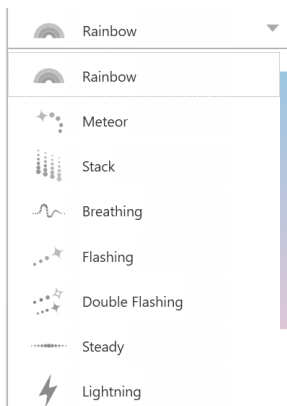 Rainbow
Rainbow
Meteor
Stack
Breathing
Flashing
Double Flashing
Steady
Lightning